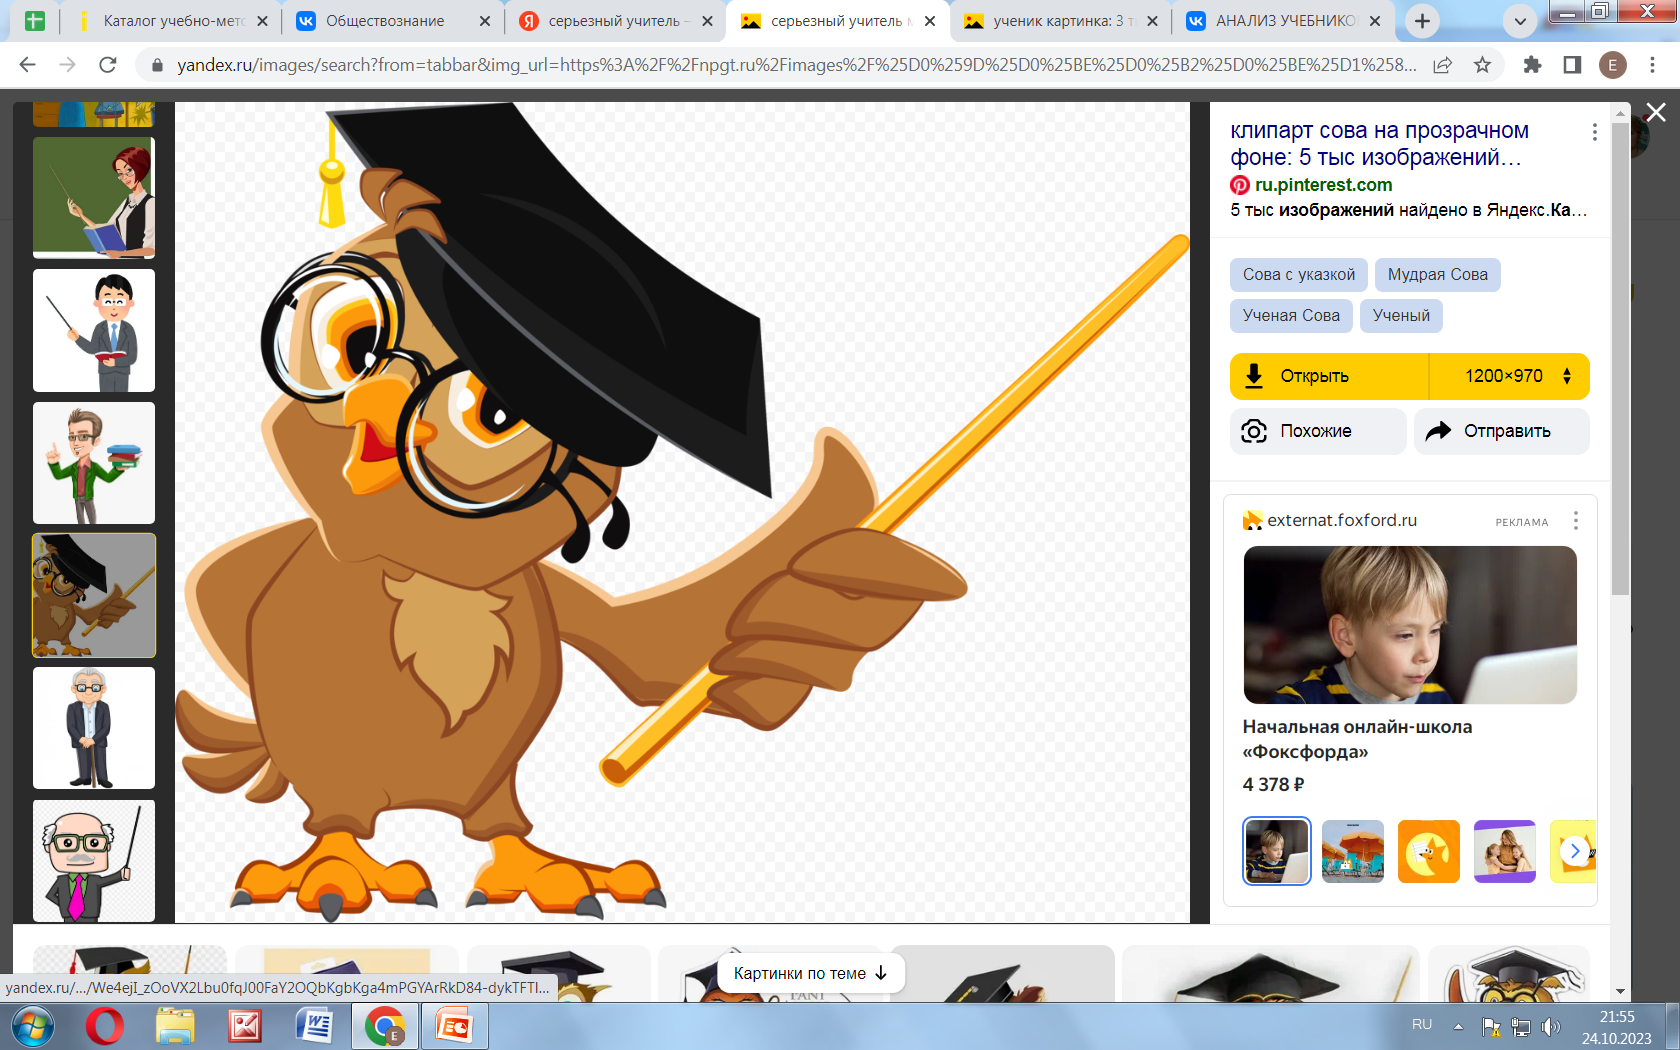 Каталог учебно-мето
Обществознание
серьезный учитель –
серьезный учитель м
ученик картинка: 3 т
АНАЛИЗ УЧЕБНИКО
yandex.ru/images/search?from=tabbar&img_url=https%3A%2F%2Fnpgt.ru%2Fimages%2F%25D0%259D%25D0%25BE%25D0%25B2%25D0%25BE%25D1%258...
E
клипарт сова на прозрачном
фоне: 5 тыс изображений...
ru.pinterest.com
5 тыс изображений найдено в Яндекс.Ка...
Сова с указкой
Мудрая Сова
Ученая Сова
Ученый
Открыть
1200×970
Похожие
Отправить
externat.foxford.ru
РЕКЛАМА
Начальная онлайн-школа
«Фоксфорда»
4 378 ₽
Картинки по теме
yandex.ru/.../We4ejI_zOoVX2Lbu0fqJ00FaY2OQbKgbKga4mPGYArRkD84-dykTFTI...
E
RU
21:55
24.10.2023